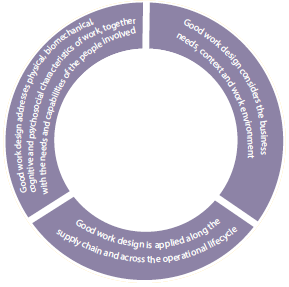 Good work design addresses physical, biomechanical,
cognitive and psychosocial characteristics of work, together
with the needs and capabilities of the people involved
Good work design considers the business
needs, context and work environment
Good work design is applied along the
supply chain and across the operational lifecycle